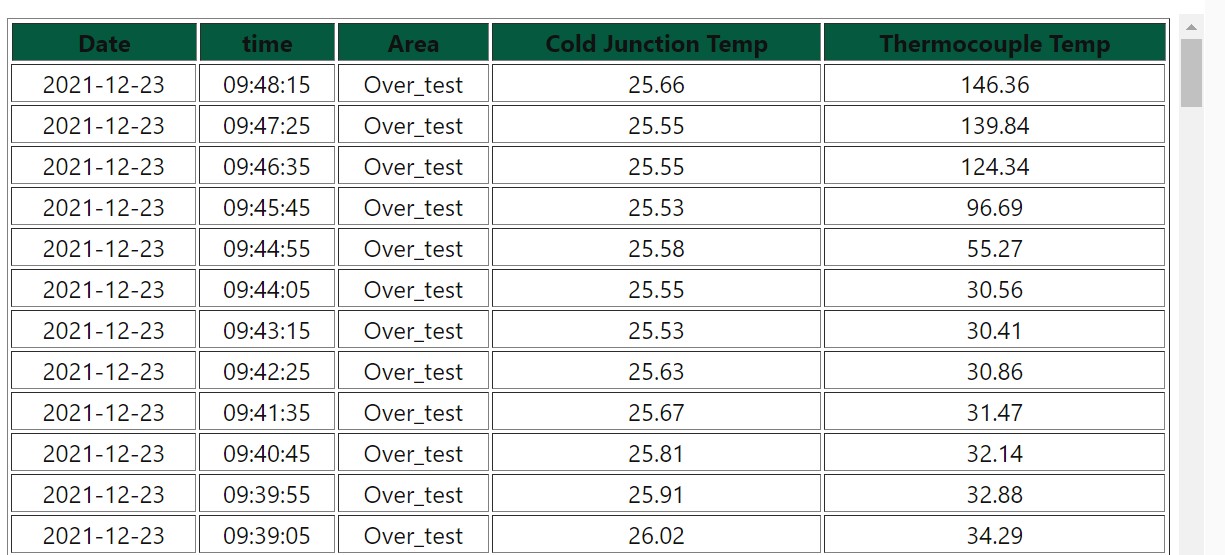 Date time Area Cold Junction Temp Thermocouple Temp
2021-12-23 09:48:15 Over_test 25.66 146.36
2021-12-23 09:47:25 Over_test 25.55 139.84
2021-12-23 09:46:35 Over_test 25.55 124.34
2021-12-23 09:45:45 Over_test 25.53 96.69
2021-12-23 09:44:55 Over_test 25.58 55.27
2021-12-23 09:44:05 Over_test 25.55 30.56
2021-12-23 09:43:15 Over_test 25.53 30.41
2021-12-23 09:42:25 Over_test 25.63 30.86
2021-12-23 09:41:35 Over_test 25.67 31.47
2021-12-23 09:40:45 Over_test 25.81 32.14
2021-12-23 09:39:55 Over_test 25.91 32.88
2021-12-23 09:39:05 Over_test 26.02 34.29